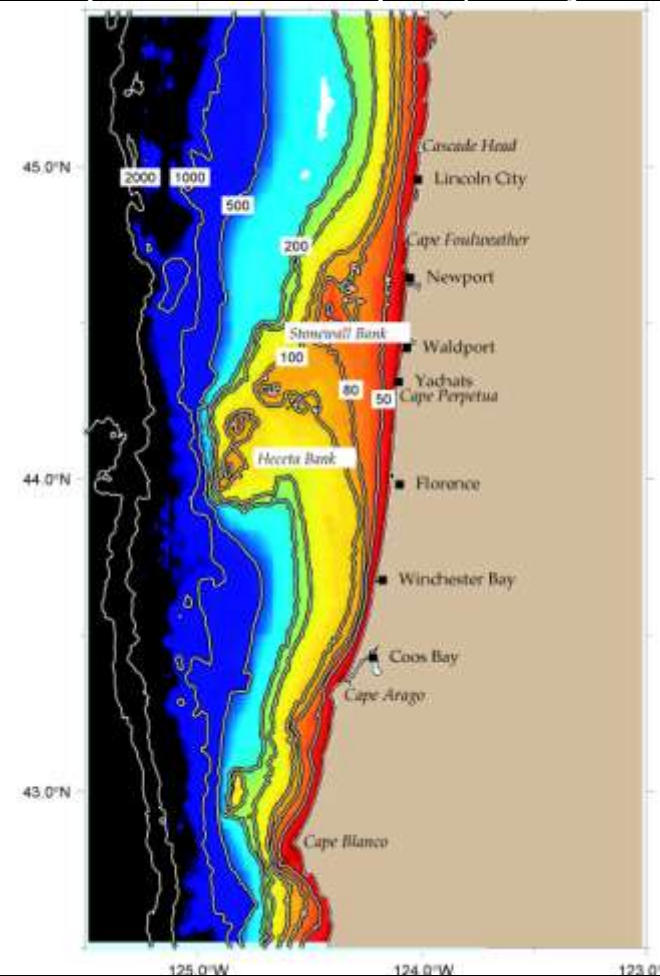 Cascade Head
45.0°N
2000
1000
Lincoln City
500
200
Cape Foulweather
Newport
Stonewall Bank
Waldport
100
Yachats
80
50
Cape Perpetua
Heceta Bank
44.0°N
Florence
Winchester Bay
Coos Bay
Cape Arago
43.0°N
Cape Blanco
125.0°W
124.0°W